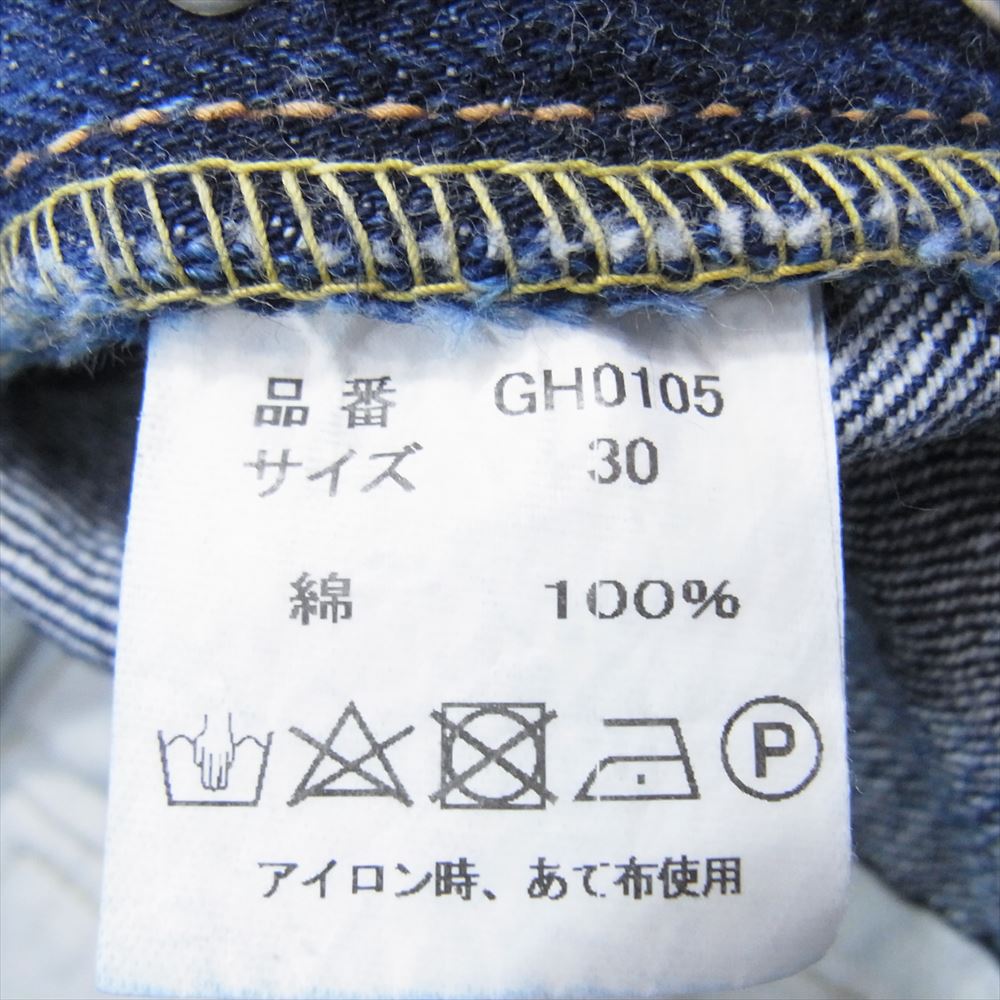 品番 GH0105
サイズ 30
綿 100%
P
アイロン時、あて布使用